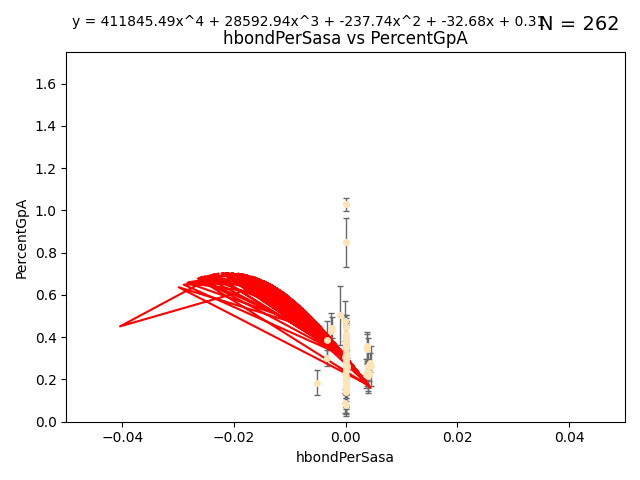 y = 411845.49x^4 + 28592.94x^3 + -237.74x^2 + -32.68x + 0.31
N = 262
hbondPerSasa vs PercentGpA
1.6
1.4
1.2
1.0
0.8
0.6
0.4
0.2
0.0
PercentGpA
−0.04 −0.02 0.00 0.02 0.04
hbondPerSasa